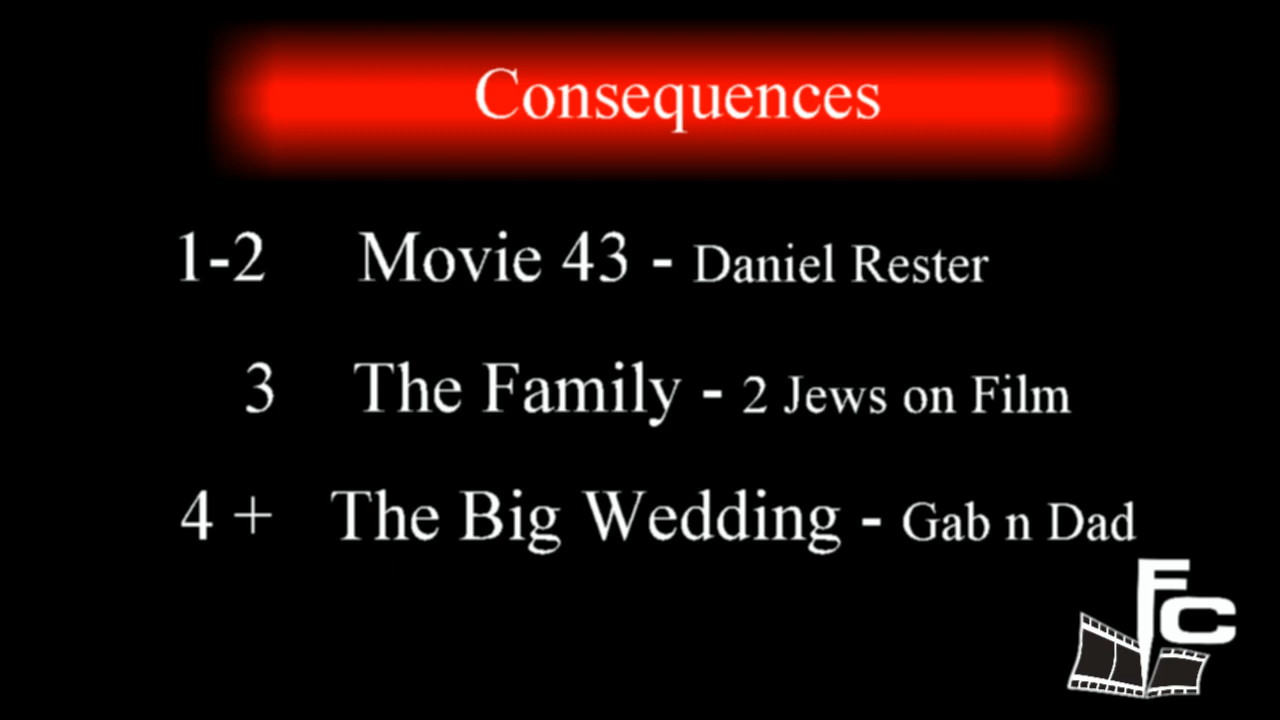 Consequences
1-2 Movie 43 - Daniel Rester
3 The Family - 2 Jews on Film
4 + The Big Wedding - Gab n Dad
FC